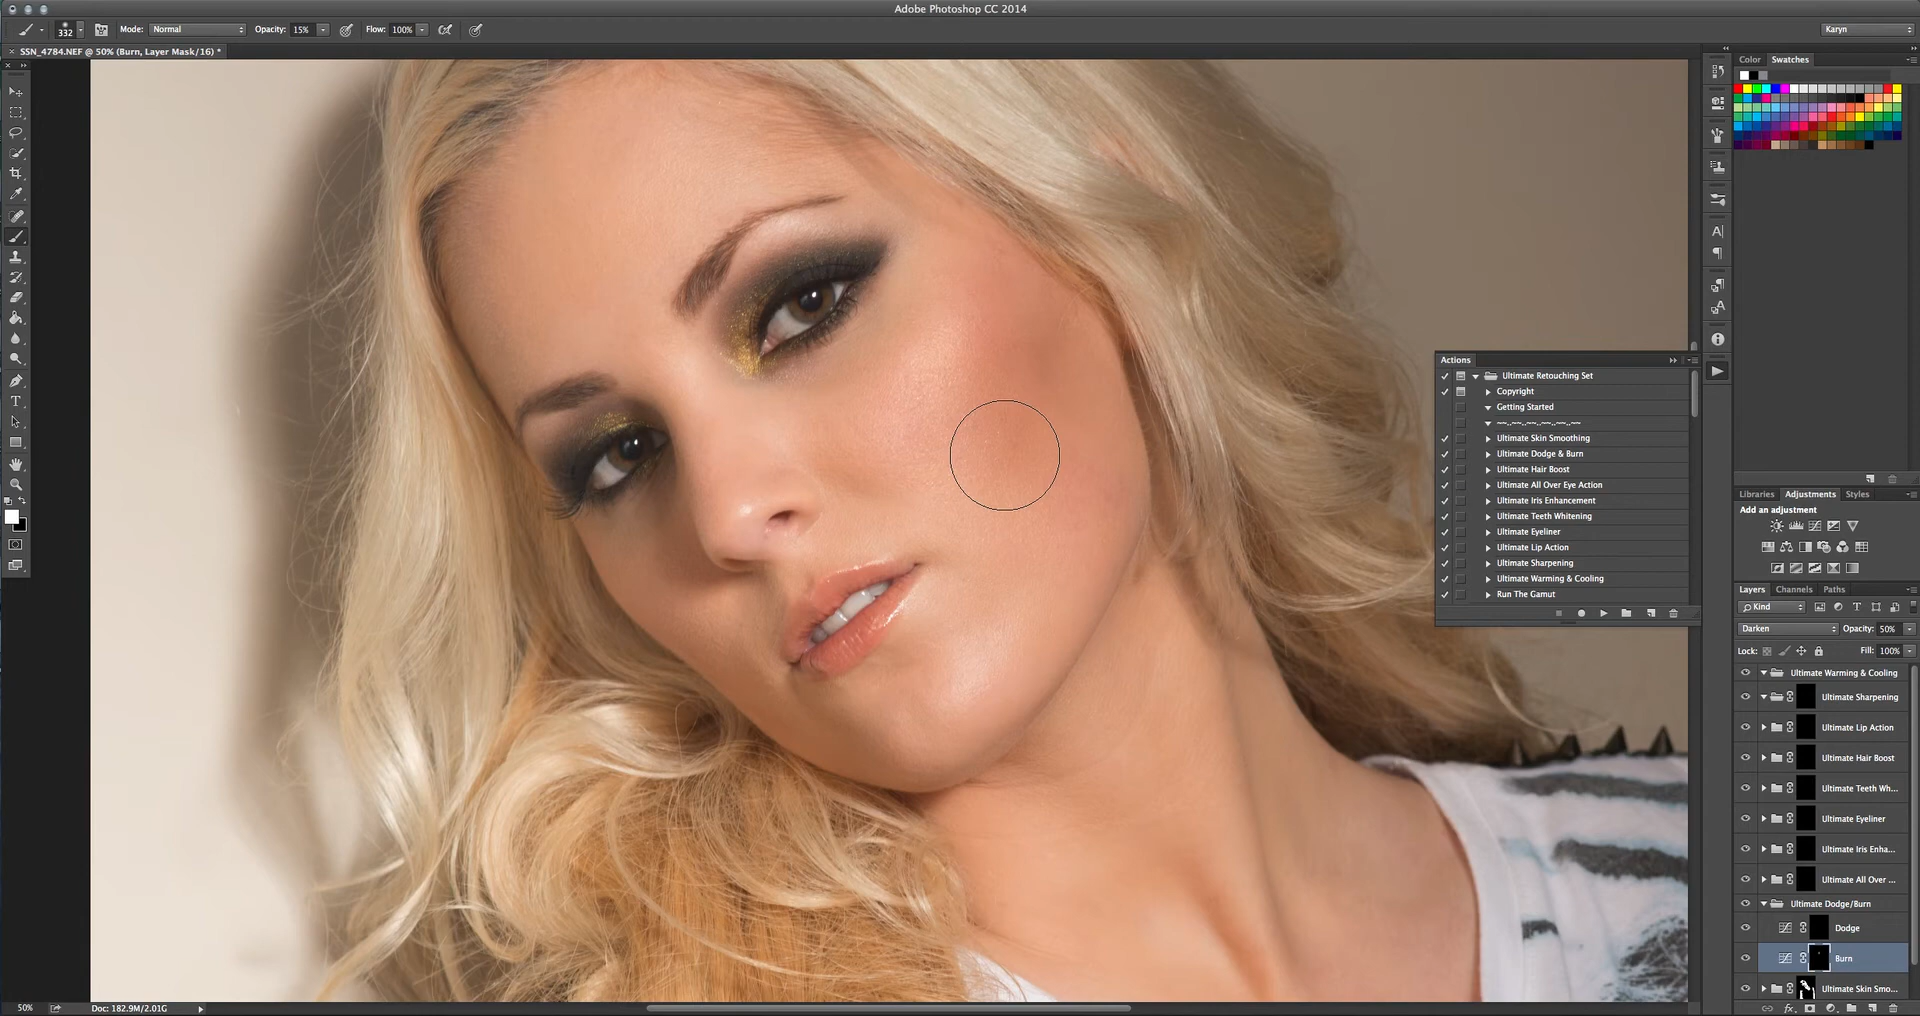 Adobe Photoshop CC 2014
332
Mode: Normal
Opacity: 15%
Flow: 100%
Karyn
SSN_4784.NEF @ 50% (Burn, Layer Mask/16) *
Color
Swatches
Actions
Ultimate Retouching Set
Copyright
Getting Started
~~..~~..~~..~~..~~..~~
Ultimate Skin Smoothing
Ultimate Dodge & Burn
Ultimate Hair Boost
Ultimate All Over Eye Action
Ultimate Iris Enhancement
Ultimate Teeth Whitening
Ultimate Eyeliner
Ultimate Lip Action
Ultimate Sharpening
Ultimate Warming & Cooling
Run The Gamut
Libraries
Adjustments
Styles
Add an adjustment
Layers
Channels
Paths
Kind
Darken
Opacity: 50%
Lock:
Fill: 100%
Ultimate Warming & Cooling
Ultimate Sharpening
Ultimate Lip Action
Ultimate Hair Boost
Ultimate Teeth Wh...
Ultimate Eyeliner
Ultimate Iris Enha...
Ultimate All Over ...
Ultimate Dodge/Burn
Dodge
Burn
Ultimate Skin Smo...
50%
Doc: 182.9M/2.01G